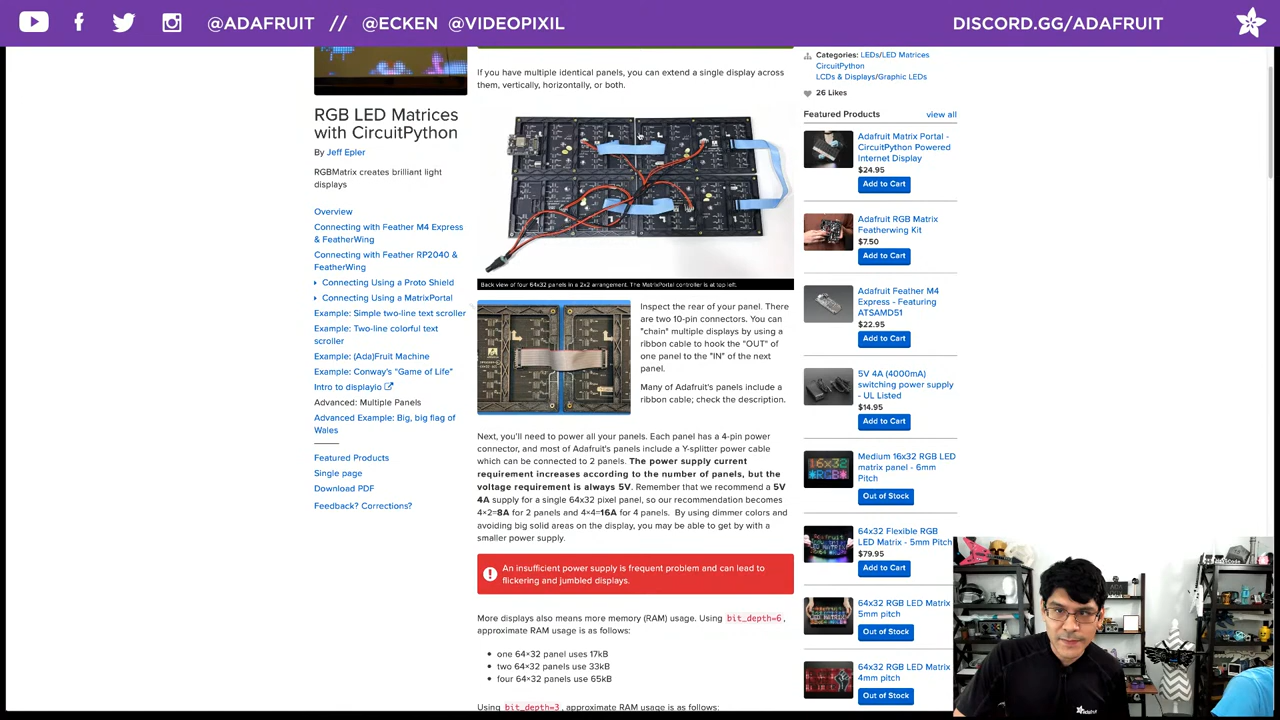 @ADAFRUIT // @ECKEN @VIDEOPIXIL
DISCORD.GG/ADAFRUIT
RGB LED Matrices
with CircuitPython
By Jeff Epler
RGBMatrix creates brilliant light
displays
Overview
Connecting with Feather M4 Express
& FeatherWing
Connecting with Feather RP2040 &
FeatherWing
Connecting Using a Proto Shield
Connecting Using a MatrixPortal
Example: Simple two-line text scroller
Example: Two-line colorful text
scroller
Example: (Ada)Fruit Machine
Example: Conway's "Game of Life"
Intro to displayio
Advanced: Multiple Panels
Advanced Example: Big, big flag of
Wales
Featured Products
Single page
Download PDF
Feedback? Corrections?
If you have multiple identical panels, you can extend a single display across
them, vertically, horizontally, or both.
Back view of four 64x32 panels in a 2x2 arrangement. The MatrixPortal controller is at top left.
Inspect the rear of your panel. There
are two 10-pin connectors. You can
"chain" multiple displays by using a
ribbon cable to hook the "OUT" of
one panel to the "IN" of the next
panel.
Many of Adafruit's panels include a
ribbon cable; check the description.
Next, you'll need to power all your panels. Each panel has a 4-pin power
connector, and most of Adafruit's panels include a Y-splitter power cable
which can be connected to 2 panels. The power supply current
requirement increases according to the number of panels, but the
voltage requirement is always 5V. Remember that we recommend a 5V
4A supply for a single 64x32 pixel panel, so our recommendation becomes
4×2=8A for 2 panels and 4×4=16A for 4 panels. By using dimmer colors and
avoiding big solid areas on the display, you may be able to get by with a
smaller power supply.
An insufficient power supply is frequent problem and can lead to
flickering and jumbled displays.
More displays also means more memory (RAM) usage. Using bit_depth=6,
approximate RAM usage is as follows:
one 64×32 panel uses 17kB
two 64×32 panels use 33kB
four 64×32 panels use 65kB
Using bit_depth=3, approximate RAM usage is as follows:
Categories: LEDs/LED Matrices
CircuitPython
LCDs & Displays/Graphic LEDs
26 Likes
Featured Products
view all
Adafruit Matrix Portal -
CircuitPython Powered
Internet Display
$24.95
Add to Cart
Adafruit RGB Matrix
Featherwing Kit
$7.50
Add to Cart
Adafruit Feather M4
Express - Featuring
ATSAMD51
$22.95
Add to Cart
5V 4A (4000mA)
switching power supply
- UL Listed
$14.95
Add to Cart
16x32
RGB
Medium 16x32 RGB LED
matrix panel - 6mm
Pitch
Out of Stock
64x32 Flexible RGB
LED Matrix - 5mm Pitch
$79.95
Add to Cart
64x32 RGB LED Matrix
5mm pitch
Out of Stock
64x32 RGB LED Matrix
4mm pitch
Out of Stock
adafruit